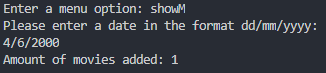 Enter a menu option: showM
Please enter a date in the format dd/mm/yyyy:
4/6/2000
Amount of movies added: 1